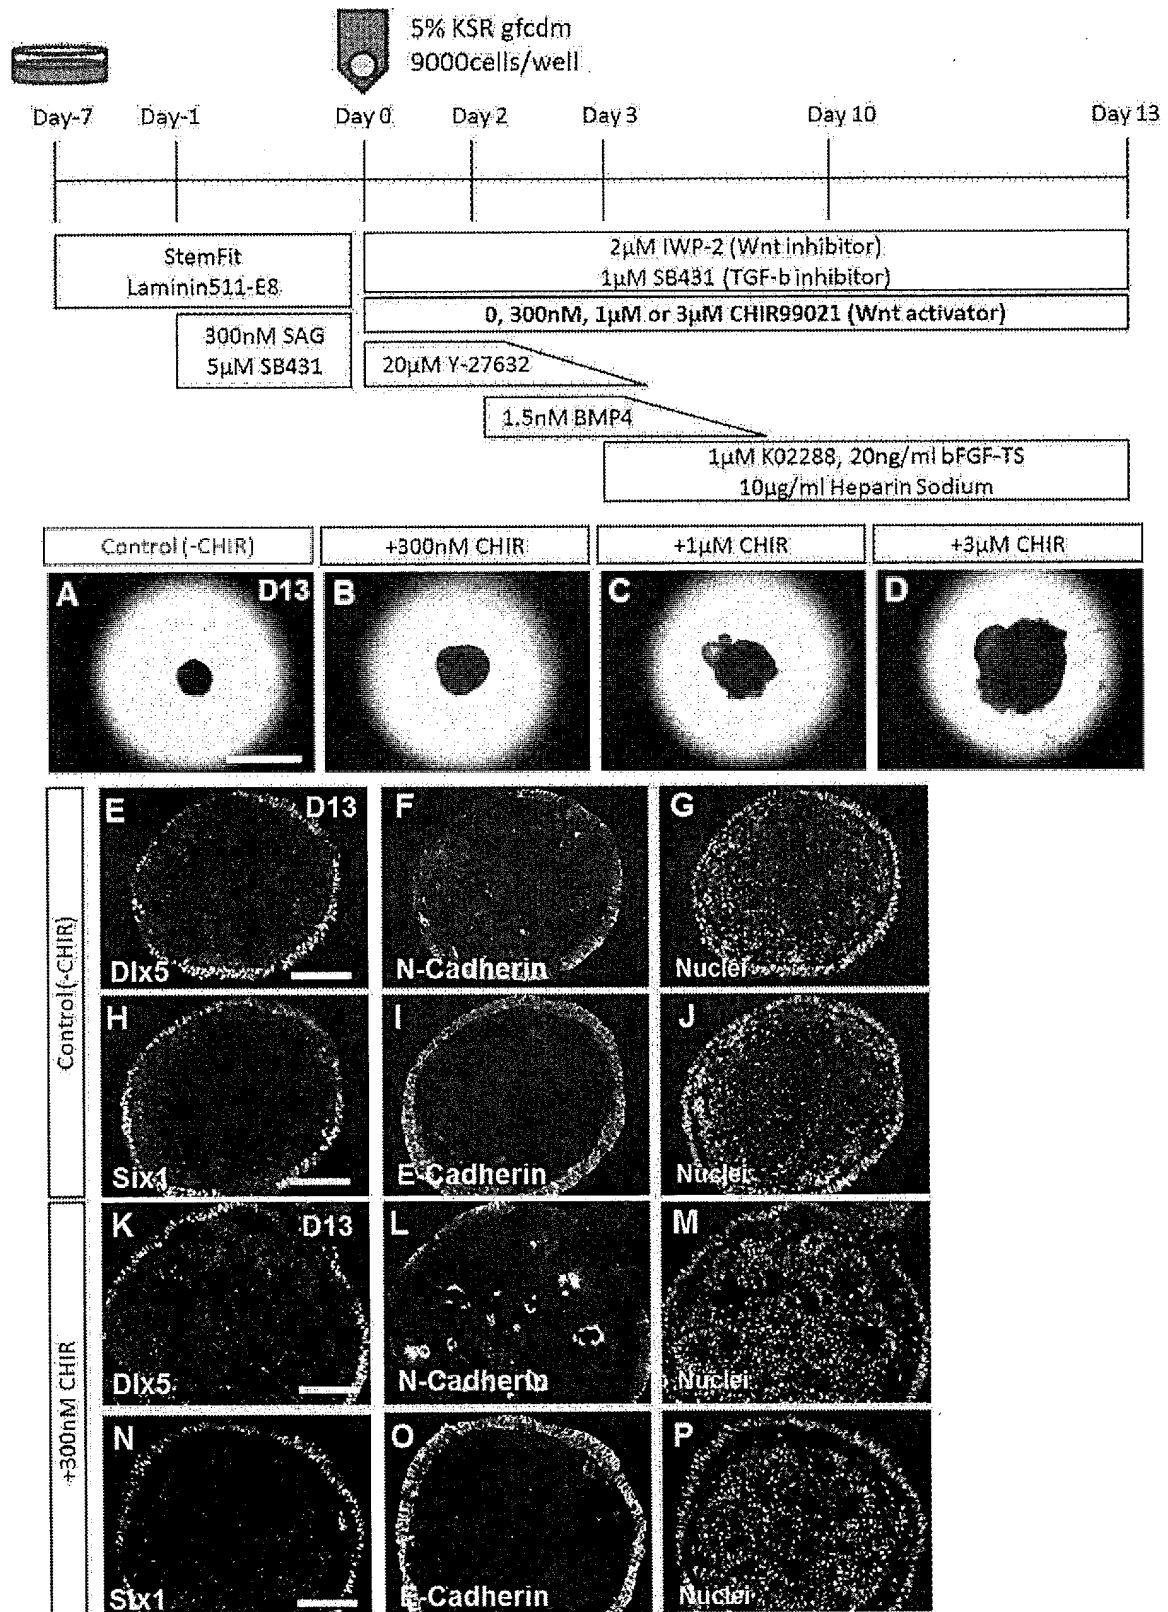 5% KSR gfcdm
9000cells/well
Day-7 Day-1 Day 0 Day 2 Day 3 Day 10 Day 13
StemFit
Laminin511-E8
2µM IWP-2 (Wnt inhibitor)
1µM SB431 (TGF-b inhibitor)
0, 300nM, 1µM or 3µM CHIR99021 (Wnt activator)
300nM SAG
5µM SB431
20µM Y-27632
1.5nM BMP4
1µM K02288, 20ng/ml bFGF-TS
10µg/ml Heparin Sodium
Control (-CHIR) +300nM CHIR +1µM CHIR +3µM CHIR
A D13 B C D
Control (-CHIR)
E D13 F G
Dlx5 N-Cadherin Nuclei
H I J
Six1 E-Cadherin Nuclei
+300nM CHIR
K D13 L M
Dlx5 N-Cadherin Nuclei
N O P
Six1 E-Cadherin Nuclei